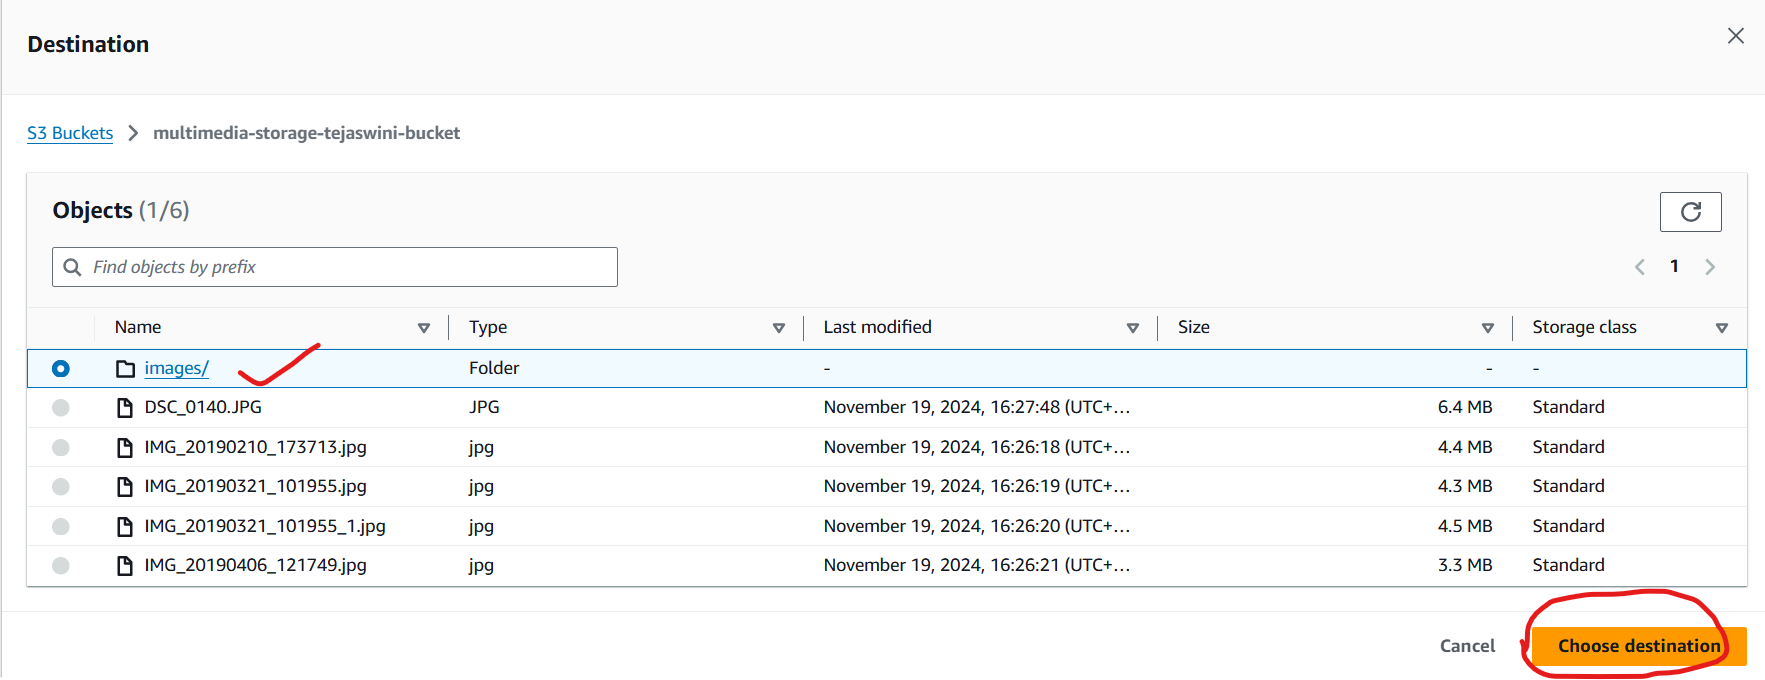 Destination
S3 Buckets > multimedia-storage-tejaswini-bucket
Objects (1/6)
Find objects by prefix
1
Name Type Last modified Size Storage class
images/ Folder - - -
DSC_0140.JPG JPG November 19, 2024, 16:27:48 (UTC+... 6.4 MB Standard
IMG_20190210_173713.jpg jpg November 19, 2024, 16:26:18 (UTC+... 4.4 MB Standard
IMG_20190321_101955.jpg jpg November 19, 2024, 16:26:19 (UTC+... 4.3 MB Standard
IMG_20190321_101955_1.jpg jpg November 19, 2024, 16:26:20 (UTC+... 4.5 MB Standard
IMG_20190406_121749.jpg jpg November 19, 2024, 16:26:21 (UTC+... 3.3 MB Standard
Cancel Choose destination